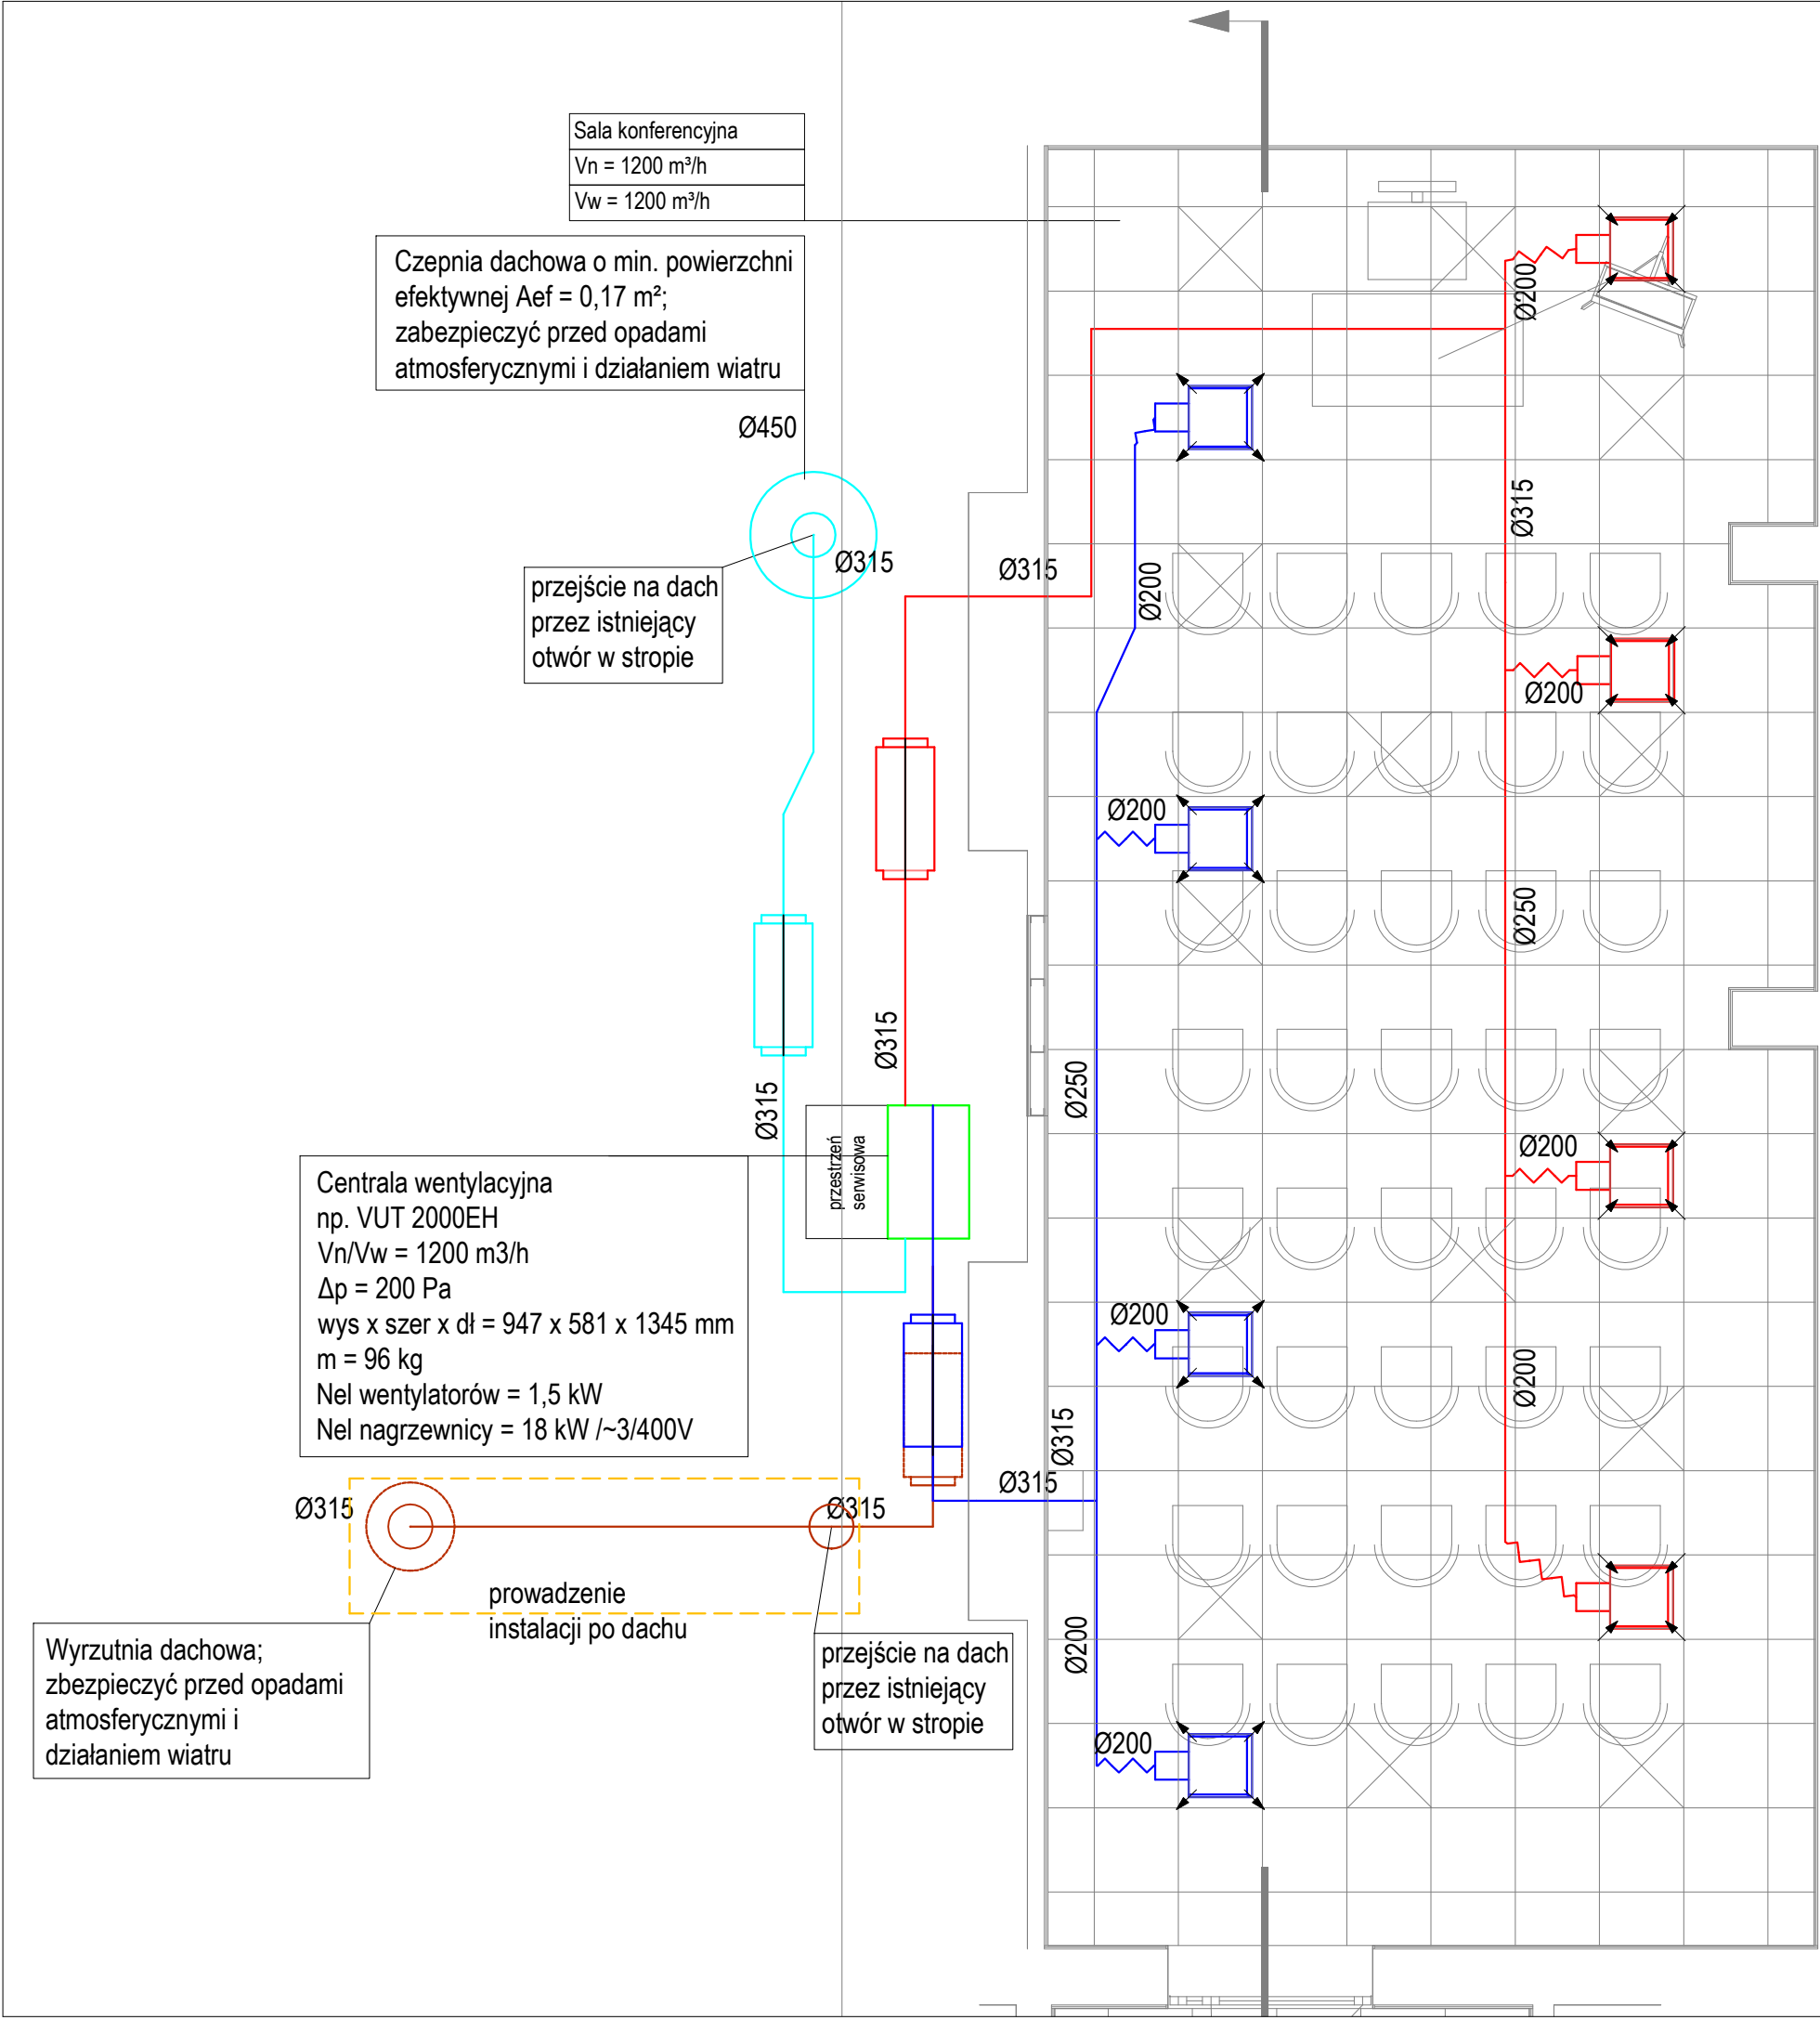 Sala konferencyjna
Vn = 1200 m³/h
Vw = 1200 m³/h
Czepnia dachowa o min. powierzchni
efektywnej Aef = 0,17 m²;
zabezpieczyć przed opadami
atmosferycznymi i działaniem wiatru
Ø450
Ø315
przejście na dach
przez istniejący
otwór w stropie
Ø315
Ø200
Ø200
Ø315
Ø200
Ø200
Ø250
Ø315
Ø315
Ø250
Ø200
przestrzeń
serwisowa
Centrala wentylacyjna
np. VUT 2000EH
Vn/Vw = 1200 m3/h
Δp = 200 Pa
wys x szer x dł = 947 x 581 x 1345 mm
m = 96 kg
Nel wentylatorów = 1,5 kW
Nel nagrzewnicy = 18 kW /~3/400V
Ø200
Ø200
Ø315
Ø315
Ø315
Ø315
prowadzenie
instalacji po dachu
Wyrzutnia dachowa;
zbezpieczyć przed opadami
atmosferycznymi i
działaniem wiatru
przejście na dach
przez istniejący
otwór w stropie
Ø200
Ø200